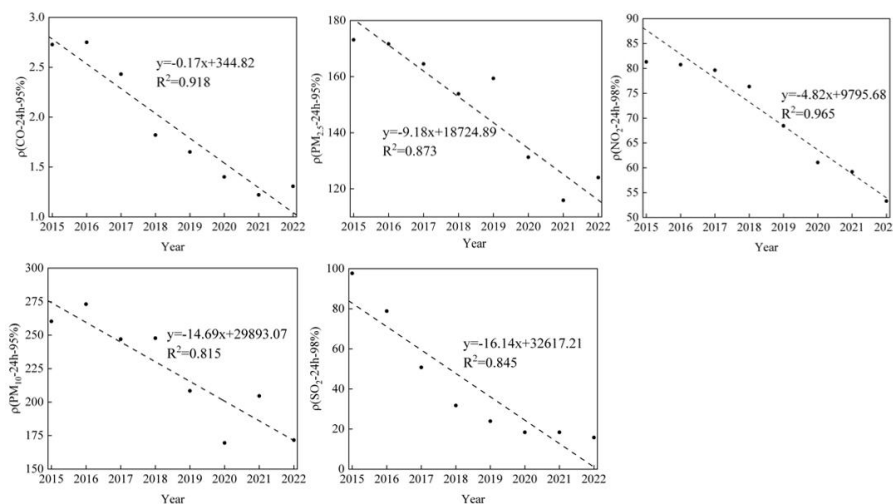 3.0
2.5
2.0
1.5
1.0
ρ(CO-24h-95%)
y=-0.17x+344.82
R²=0.918
2015 2016 2017 2018 2019 2020 2021 2022
Year
180
160
140
120
ρ(PM₂.₅-24h-95%)
y=-9.18x+18724.89
R²=0.873
2015 2016 2017 2018 2019 2020 2021 2022
Year
90
85
80
75
70
65
60
55
50
ρ(NO₂-24h-98%)
y=-4.82x+9795.68
R²=0.965
2015 2016 2017 2018 2019 2020 2021 2022
Year
300
275
250
225
200
175
150
ρ(PM₁₀-24h-95%)
y=-14.69x+29893.07
R²=0.815
2015 2016 2017 2018 2019 2020 2021 2022
Year
100
80
60
40
20
0
ρ(SO₂-24h-98%)
y=-16.14x+32617.21
R²=0.845
2015 2016 2017 2018 2019 2020 2021 2022
Year